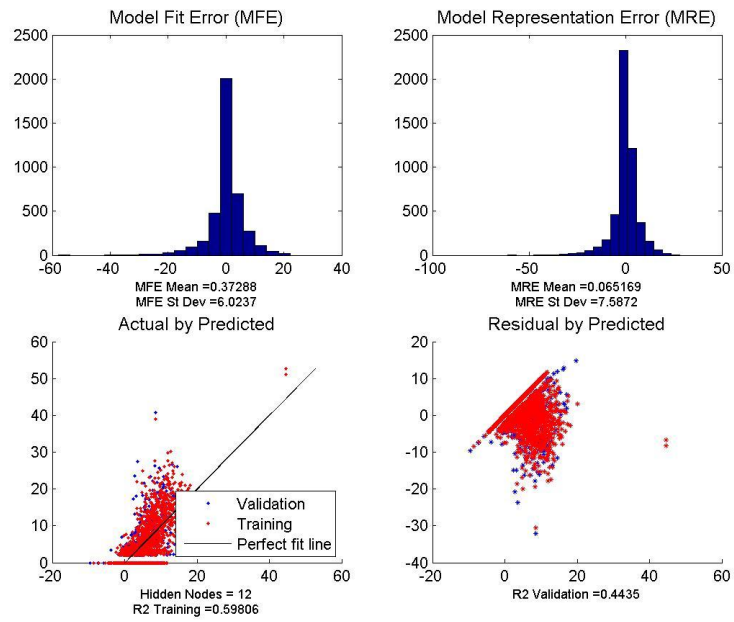 Model Fit Error (MFE)
2500
2000
1500
1000
500
0
-60 -40 -20 0 20 40
MFE Mean =0.37288
MFE St Dev =6.0237
Model Representation Error (MRE)
2500
2000
1500
1000
500
0
-100 -50 0 50
MRE Mean =0.065169
MRE St Dev =7.5872
Actual by Predicted
60
50
40
30
20
10
0
-20 0 20 40 60
Validation
Training
Perfect fit line
Hidden Nodes = 12
R2 Training =0.59806
Residual by Predicted
20
10
0
-10
-20
-30
-40
-20 0 20 40 60
R2 Validation =0.4435